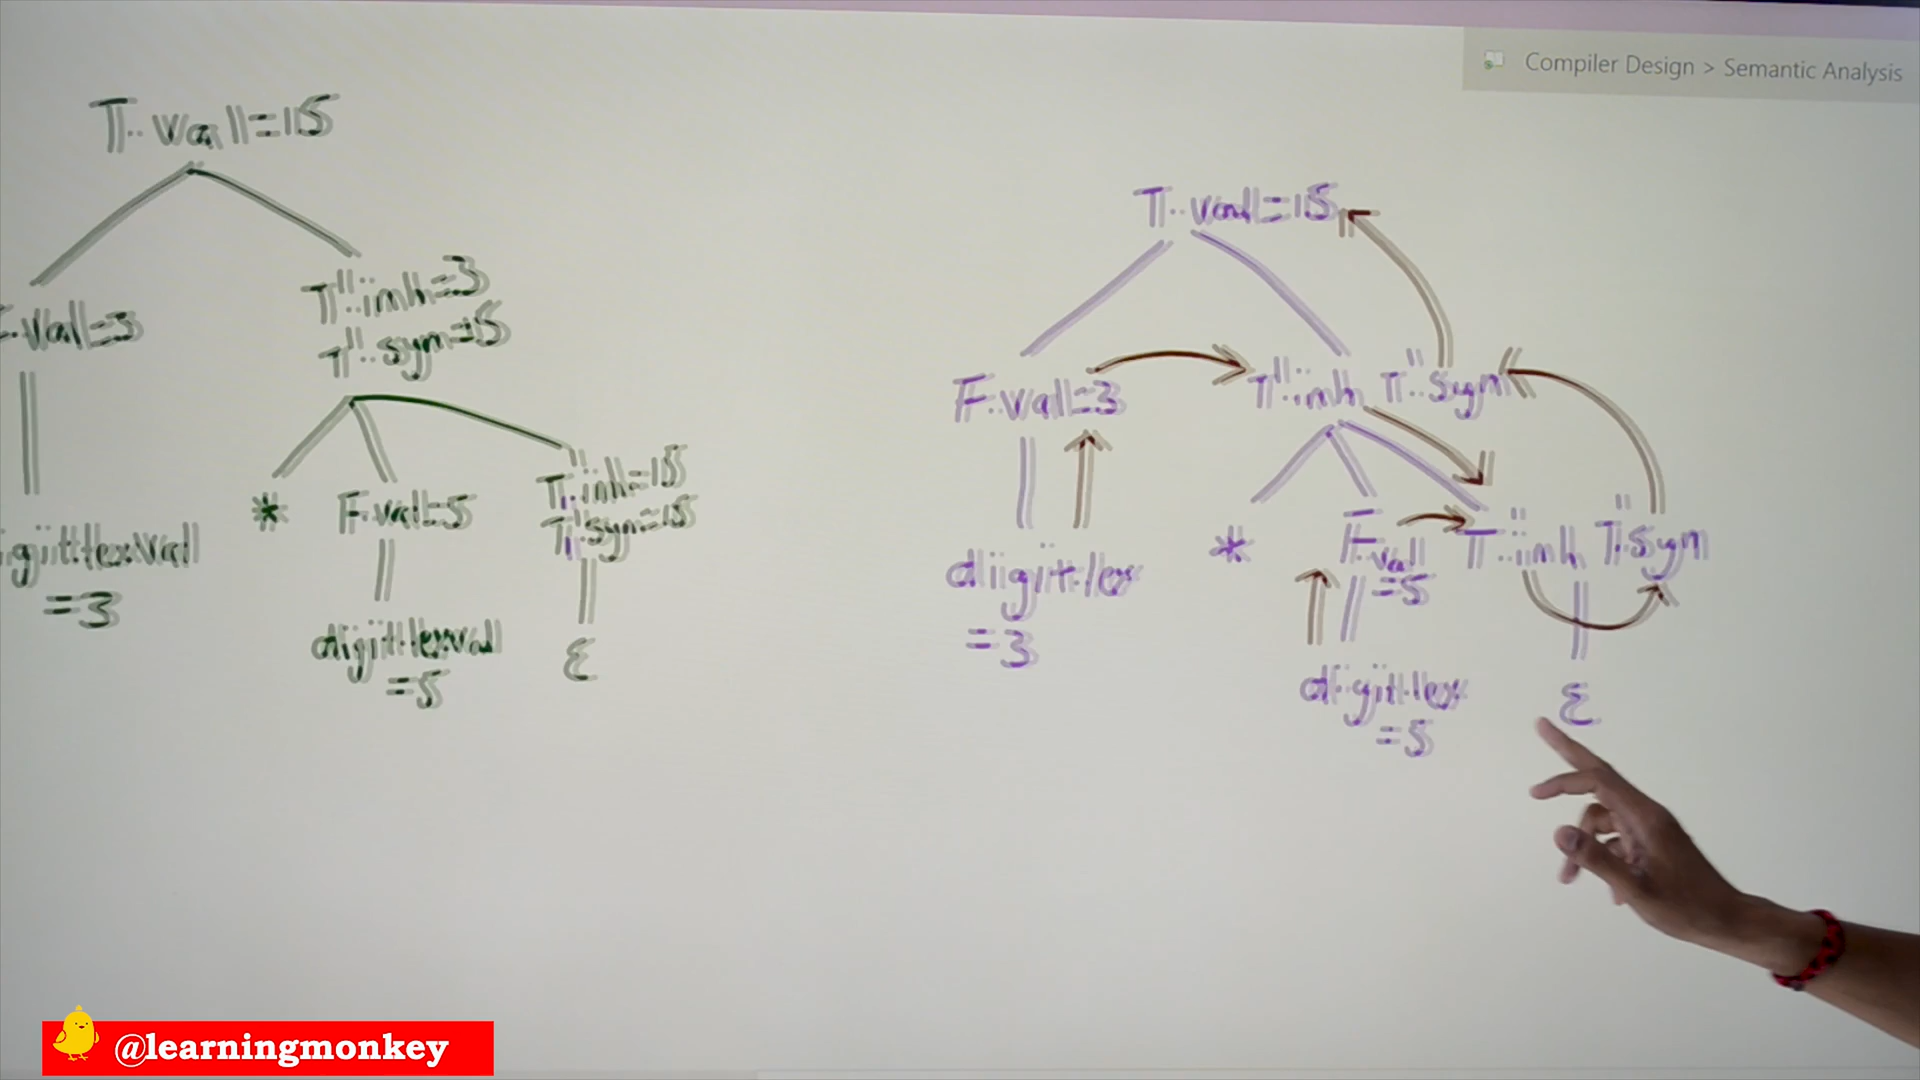 Compiler Design > Semantic Analysis
T.val=15
F.val=3
T'.inh=3
T'.syn=15
*
F.val=5
T'.inh=15
T'.syn=15
digit.lexval
=3
digit.lexval
=5
ε
T.val=15
F.val=3
T'.inh T'.syn
*
F.val
=5
T'.inh T'.syn
digit.lex
=3
digit.lex
=5
ε
@learningmonkey